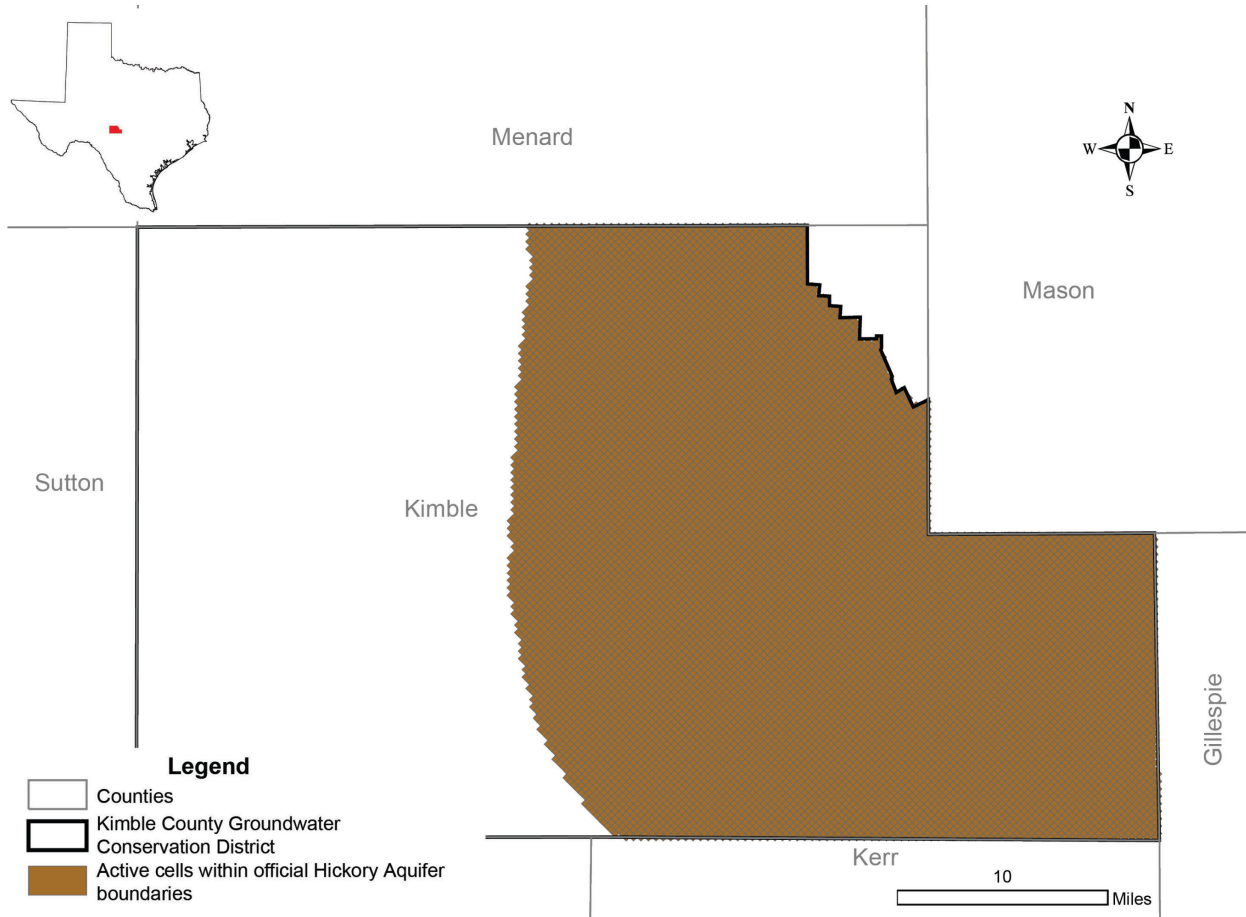 Menard
N
W
E
S
Mason
Sutton
Kimble
Gillespie
Legend
Counties
Kimble County Groundwater
Conservation District
Active cells within official Hickory Aquifer
boundaries
Kerr
10
Miles